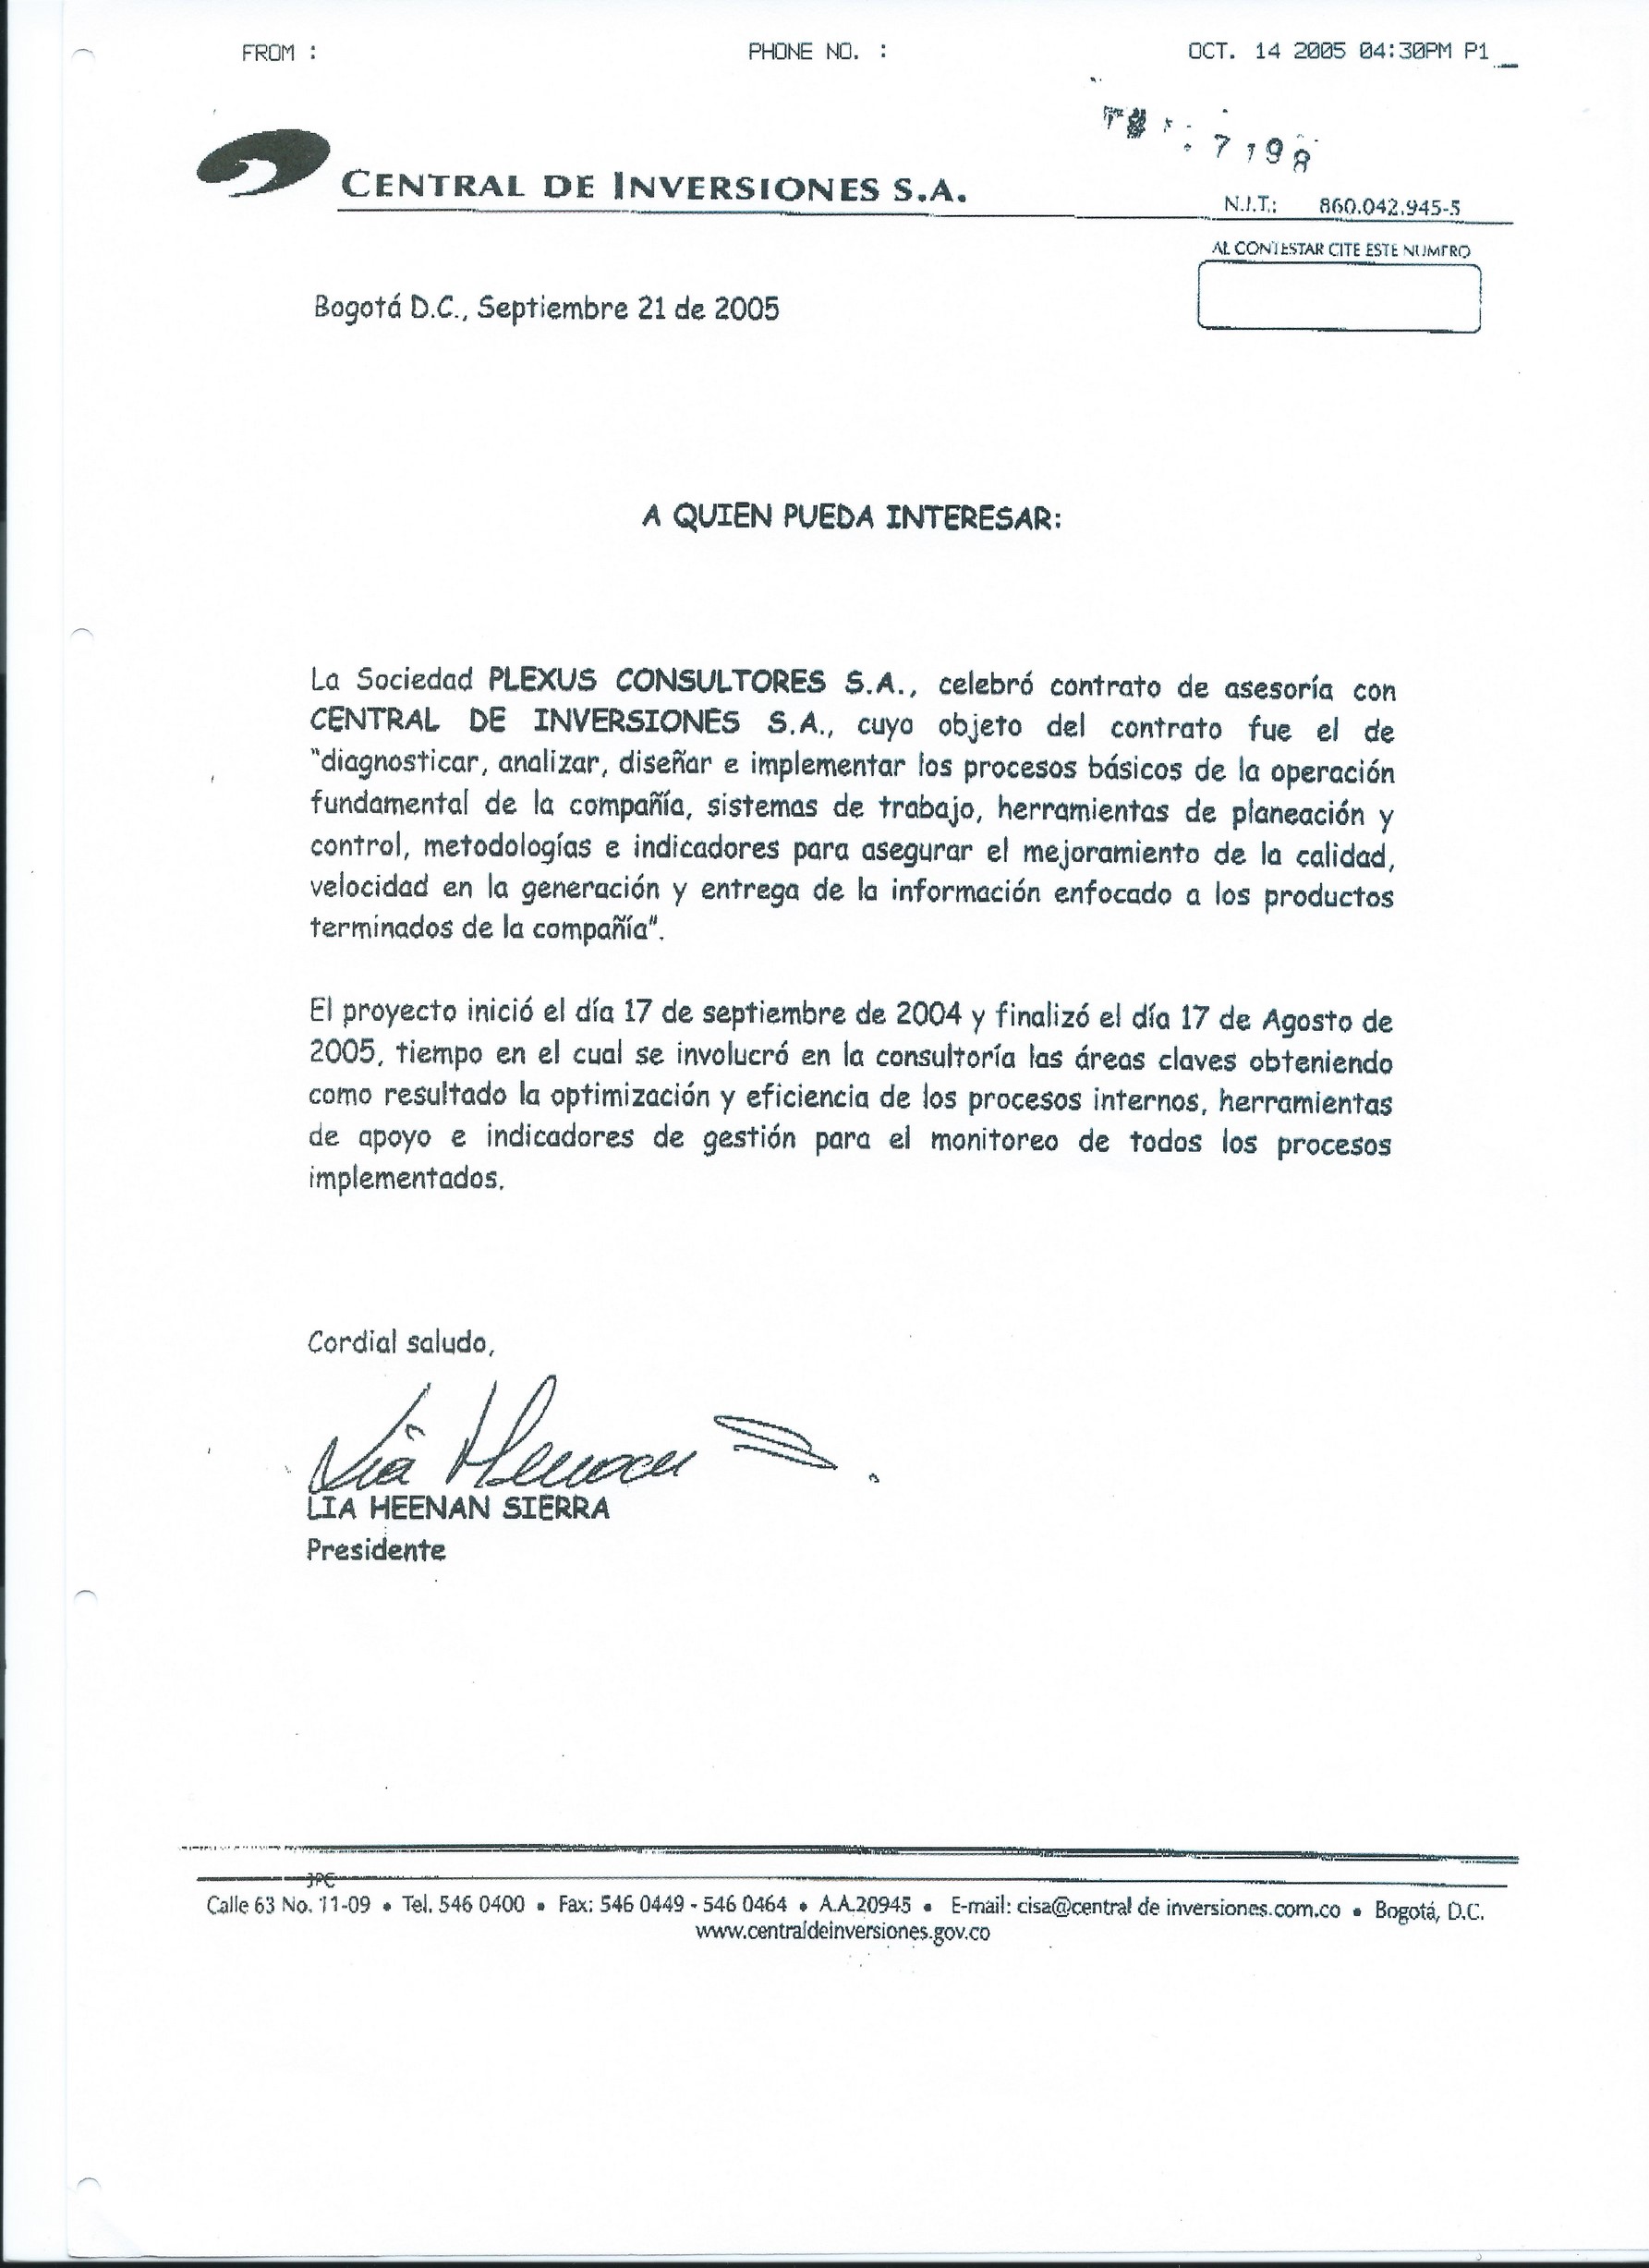 FROM : PHONE NO. : OCT. 14 2005 04:30PM P1
7198
CENTRAL DE INVERSIONES S.A.
N.I.T.: 860.042.945-5
AL CONTESTAR CITE ESTE NUMERO
Bogotá D.C., Septiembre 21 de 2005
A QUIEN PUEDA INTERESAR:
La Sociedad PLEXUS CONSULTORES S.A., celebró contrato de asesoría con
CENTRAL DE INVERSIONES S.A., cuyo objeto del contrato fue el de
"diagnosticar, analizar, diseñar e implementar los procesos básicos de la operación
fundamental de la compañía, sistemas de trabajo, herramientas de planeación y
control, metodologías e indicadores para asegurar el mejoramiento de la calidad,
velocidad en la generación y entrega de la información enfocado a los productos
terminados de la compañía".
El proyecto inició el día 17 de septiembre de 2004 y finalizó el día 17 de Agosto de
2005, tiempo en el cual se involucró en la consultoría las áreas claves obteniendo
como resultado la optimización y eficiencia de los procesos internos, herramientas
de apoyo e indicadores de gestión para el monitoreo de todos los procesos
implementados.
Cordial saludo,
LIA HEENAN SIERRA
Presidente
JPC
Calle 63 No. 11-09 • Tel. 546 0400 • Fax: 546 0449 - 546 0464 • A.A.20945 • E-mail: cisa@central de inversiones.com.co • Bogotá, D.C.
www.centraldeinversiones.gov.co